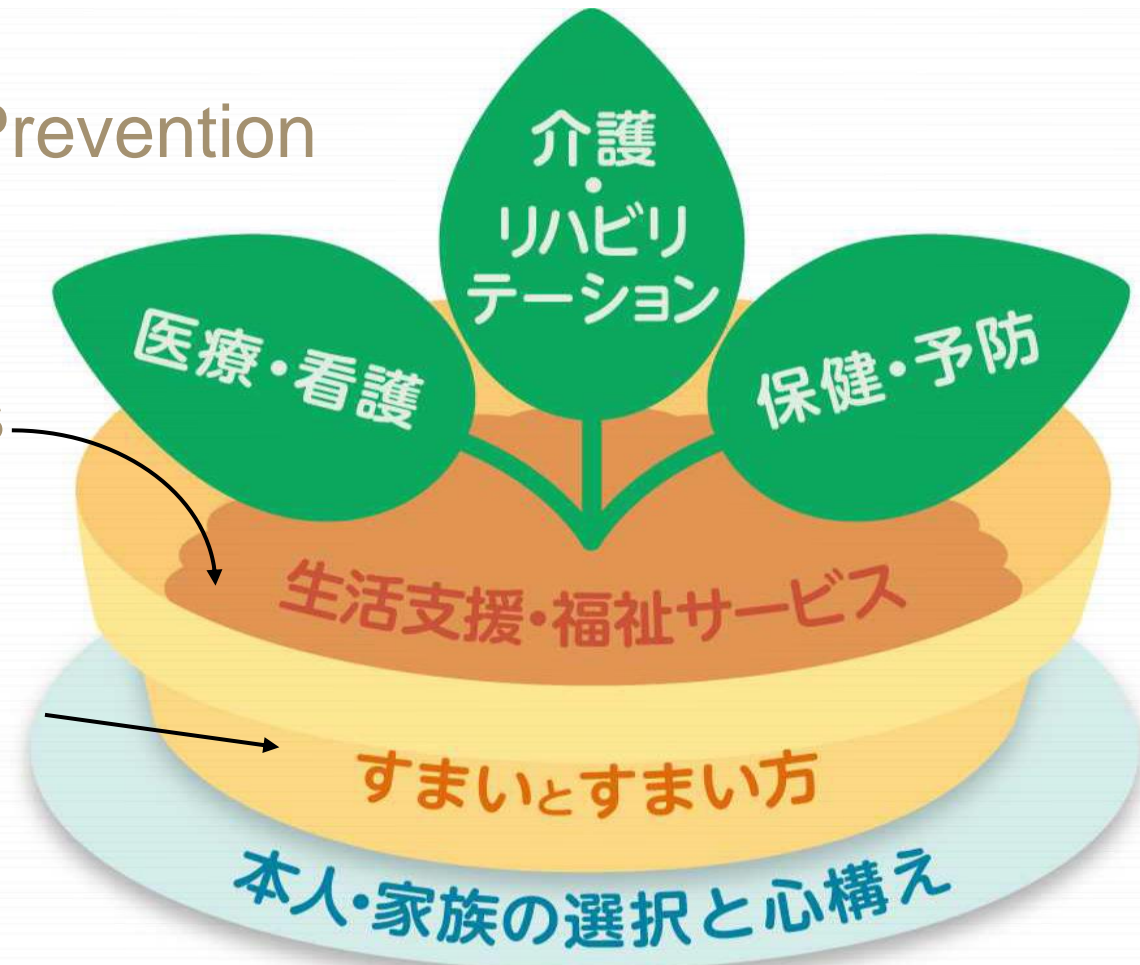 Prevention
介護
・
リハビリ
テーション
医療・看護
保健・予防
s
生活支援・福祉サービス
すまいとすまい方
本人・家族の選択と心構え